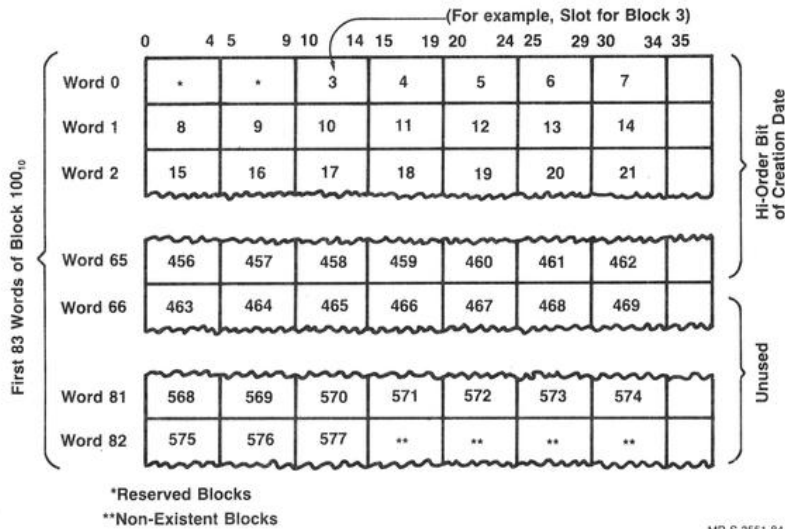 (For example, Slot for Block 3)
0 4 5 9 10 14 15 19 20 24 25 29 30 34 35
Word 0 * * 3 4 5 6 7
Word 1 8 9 10 11 12 13 14
Word 2 15 16 17 18 19 20 21
Word 65 456 457 458 459 460 461 462
Word 66 463 464 465 466 467 468 469
Word 81 568 569 570 571 572 573 574
Word 82 575 576 577 ** ** ** **
First 83 Words of Block 100₁₀
Hi-Order Bit
of Creation Date
Unused
*Reserved Blocks
**Non-Existent Blocks